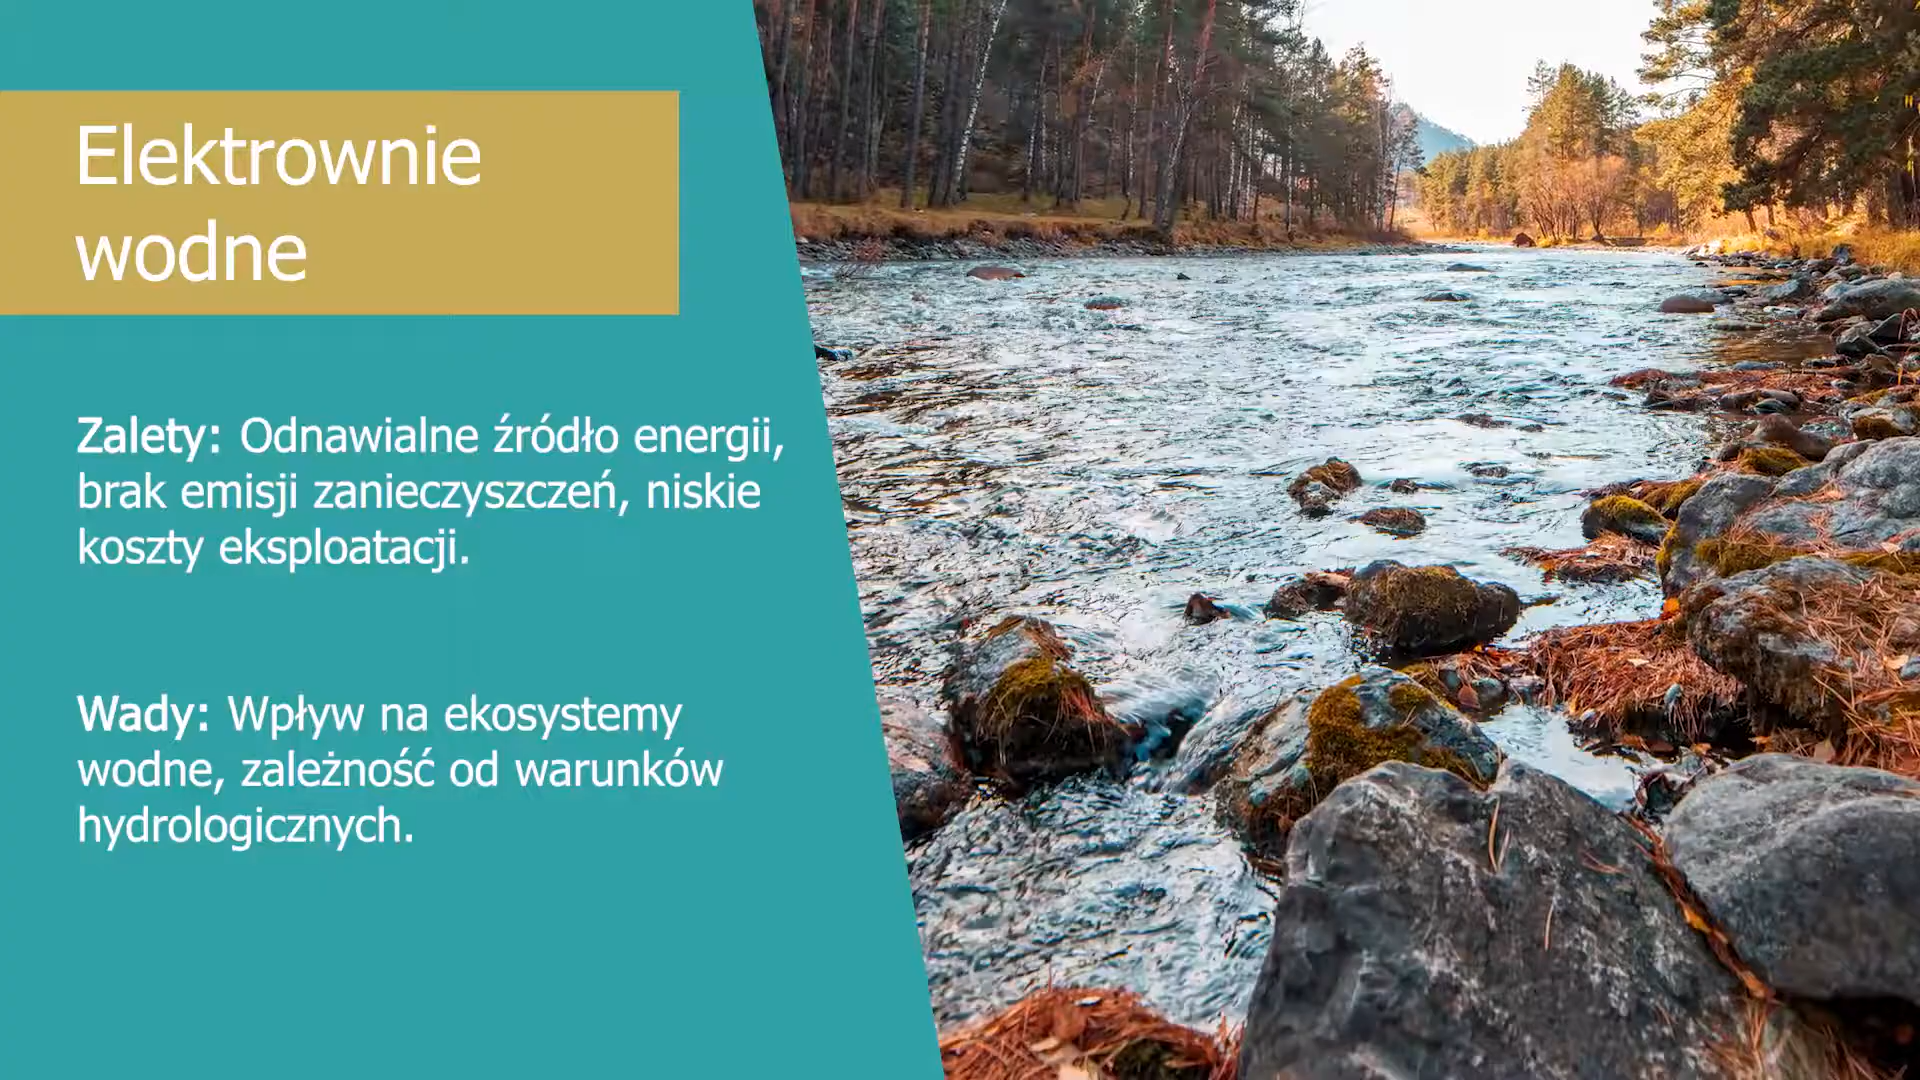 Elektrownie
wodne
Zalety: Odnawialne źródło energii,
brak emisji zanieczyszczeń, niskie
koszty eksploatacji.
Wady: Wpływ na ekosystemy
wodne, zależność od warunków
hydrologicznych.